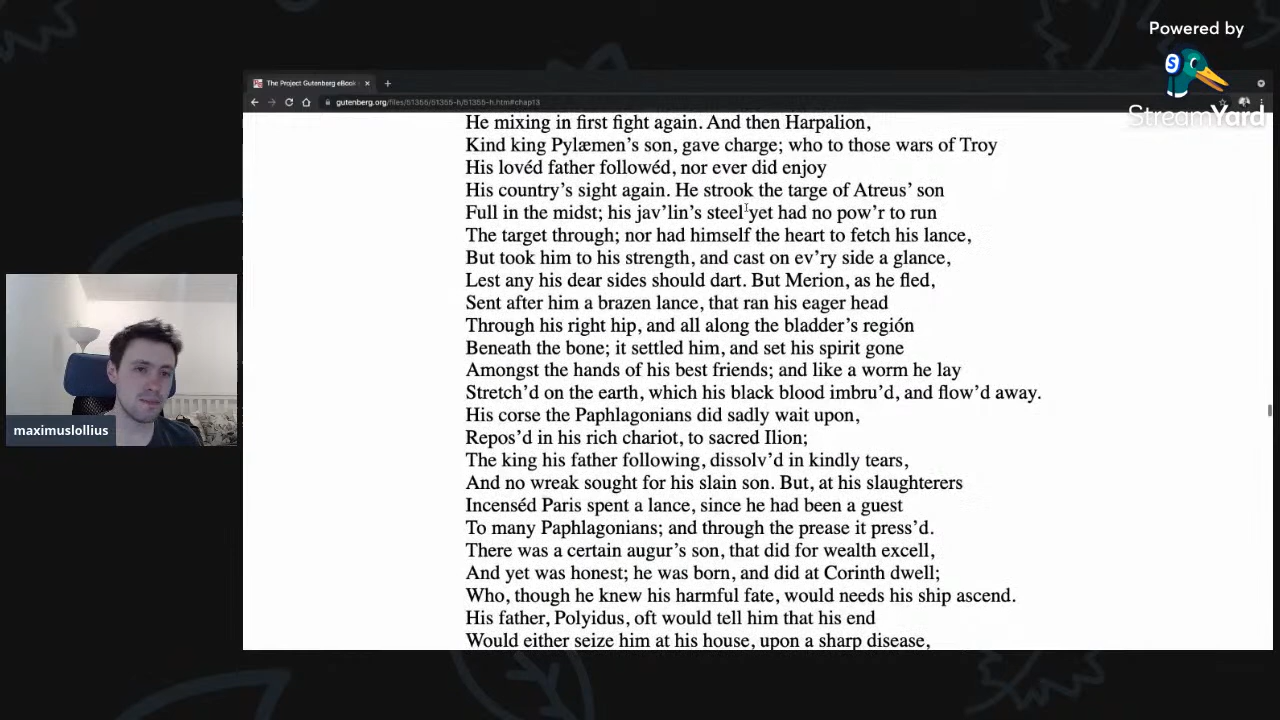 Powered by
StreamYard
The Project Gutenberg eBook
gutenberg.org/files/51355/51355-h/51355-h.htm#chap13
He mixing in first fight again. And then Harpalion,
Kind king Pylæmen’s son, gave charge; who to those wars of Troy
His lovéd father followéd, nor ever did enjoy
His country’s sight again. He strook the targe of Atreus’ son
Full in the midst; his jav’lin’s steel yet had no pow’r to run
The target through; nor had himself the heart to fetch his lance,
But took him to his strength, and cast on ev’ry side a glance,
Lest any his dear sides should dart. But Merion, as he fled,
Sent after him a brazen lance, that ran his eager head
Through his right hip, and all along the bladder’s región
Beneath the bone; it settled him, and set his spirit gone
Amongst the hands of his best friends; and like a worm he lay
Stretch’d on the earth, which his black blood imbru’d, and flow’d away.
His corse the Paphlagonians did sadly wait upon,
Repos’d in his rich chariot, to sacred Ilion;
The king his father following, dissolv’d in kindly tears,
And no wreak sought for his slain son. But, at his slaughterers
Incenséd Paris spent a lance, since he had been a guest
To many Paphlagonians; and through the prease it press’d.
There was a certain augur’s son, that did for wealth excell,
And yet was honest; he was born, and did at Corinth dwell;
Who, though he knew his harmful fate, would needs his ship ascend.
His father, Polyidus, oft would tell him that his end
Would either seize him at his house, upon a sharp disease,
maximuslollius